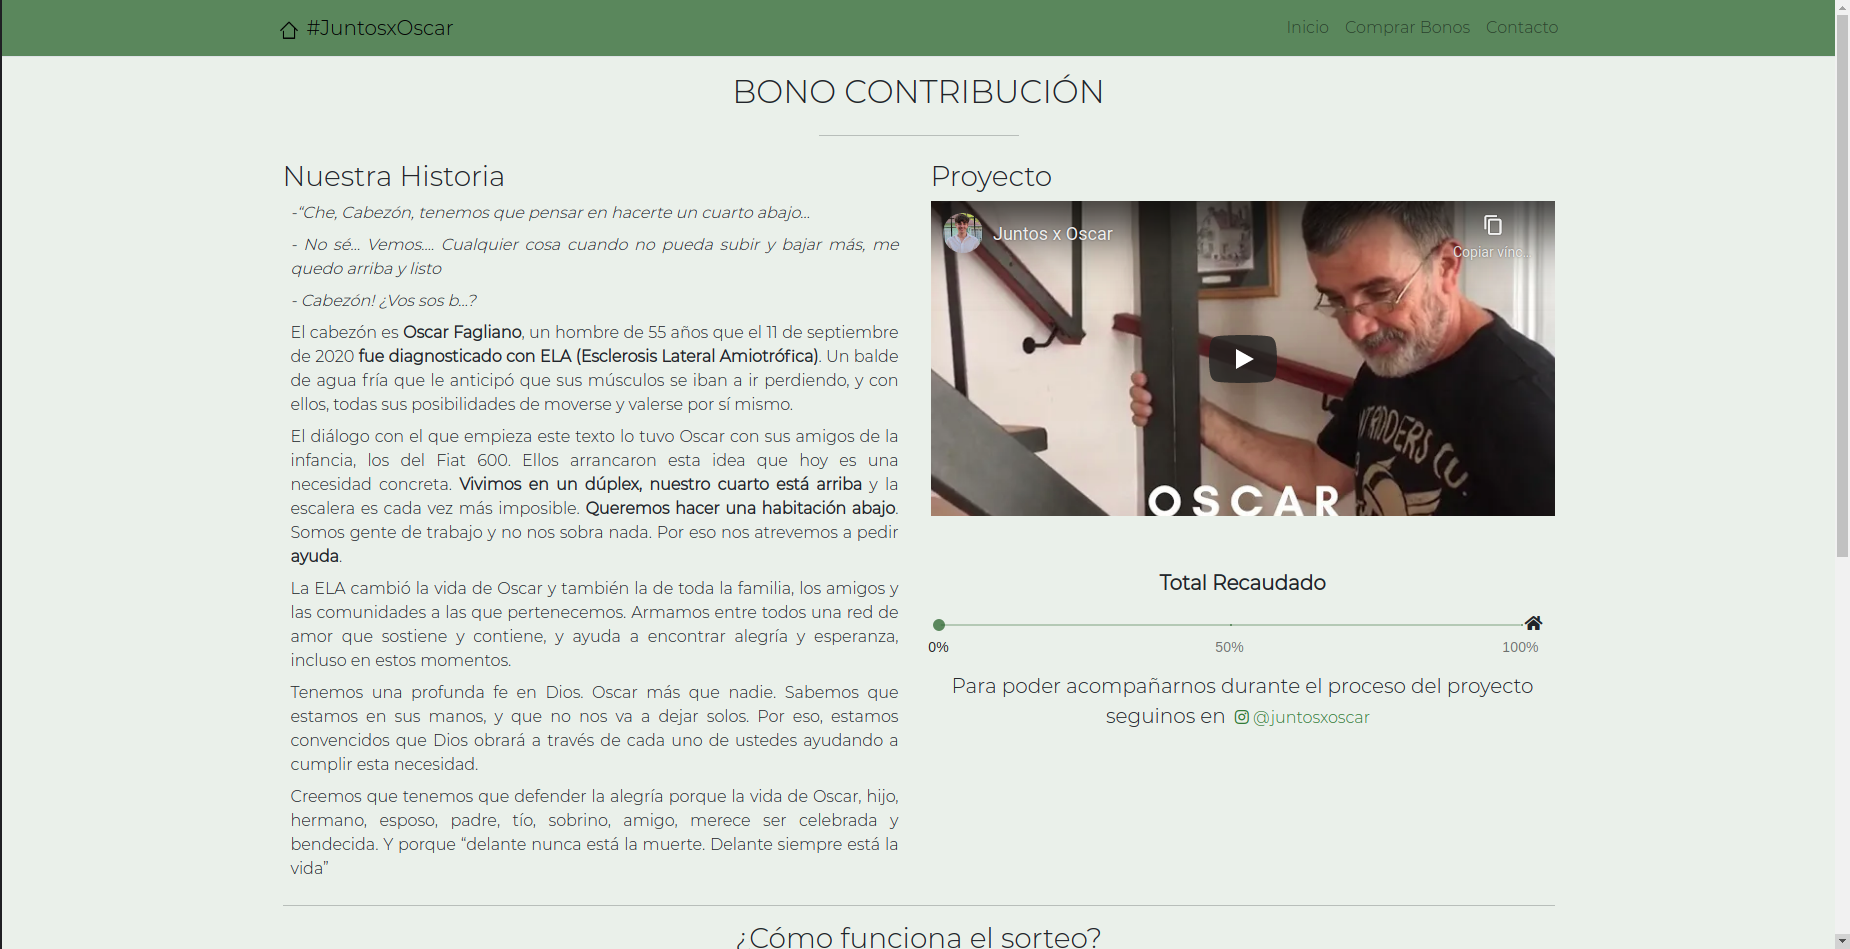 #JuntosxOscar
Inicio Comprar Bonos Contacto
BONO CONTRIBUCIÓN
Nuestra Historia
-“Che, Cabezón, tenemos que pensar en hacerte un cuarto abajo...
- No sé... Vemos.... Cualquier cosa cuando no pueda subir y bajar más, me
quedo arriba y listo
- Cabezón! ¿Vos sos b...?
El cabezón es Oscar Fagliano, un hombre de 55 años que el 11 de septiembre
de 2020 fue diagnosticado con ELA (Esclerosis Lateral Amiotrófica). Un balde
de agua fría que le anticipó que sus músculos se iban a ir perdiendo, y con
ellos, todas sus posibilidades de moverse y valerse por sí mismo.
El diálogo con el que empieza este texto lo tuvo Oscar con sus amigos de la
infancia, los del Fiat 600. Ellos arrancaron esta idea que hoy es una
necesidad concreta. Vivimos en un dúplex, nuestro cuarto está arriba y la
escalera es cada vez más imposible. Queremos hacer una habitación abajo.
Somos gente de trabajo y no nos sobra nada. Por eso nos atrevemos a pedir
ayuda.
La ELA cambió la vida de Oscar y también la de toda la familia, los amigos y
las comunidades a las que pertenecemos. Armamos entre todos una red de
amor que sostiene y contiene, y ayuda a encontrar alegría y esperanza,
incluso en estos momentos.
Tenemos una profunda fe en Dios. Oscar más que nadie. Sabemos que
estamos en sus manos, y que no nos va a dejar solos. Por eso, estamos
convencidos que Dios obrará a través de cada uno de ustedes ayudando a
cumplir esta necesidad.
Creemos que tenemos que defender la alegría porque la vida de Oscar, hijo,
hermano, esposo, padre, tío, sobrino, amigo, merece ser celebrada y
bendecida. Y porque “delante nunca está la muerte. Delante siempre está la
vida”
Proyecto
Juntos x Oscar
Copiar vínc...
OSCAR
Total Recaudado
0% 50% 100%
Para poder acompañarnos durante el proceso del proyecto
seguinos en @juntosxoscar
¿Cómo funciona el sorteo?